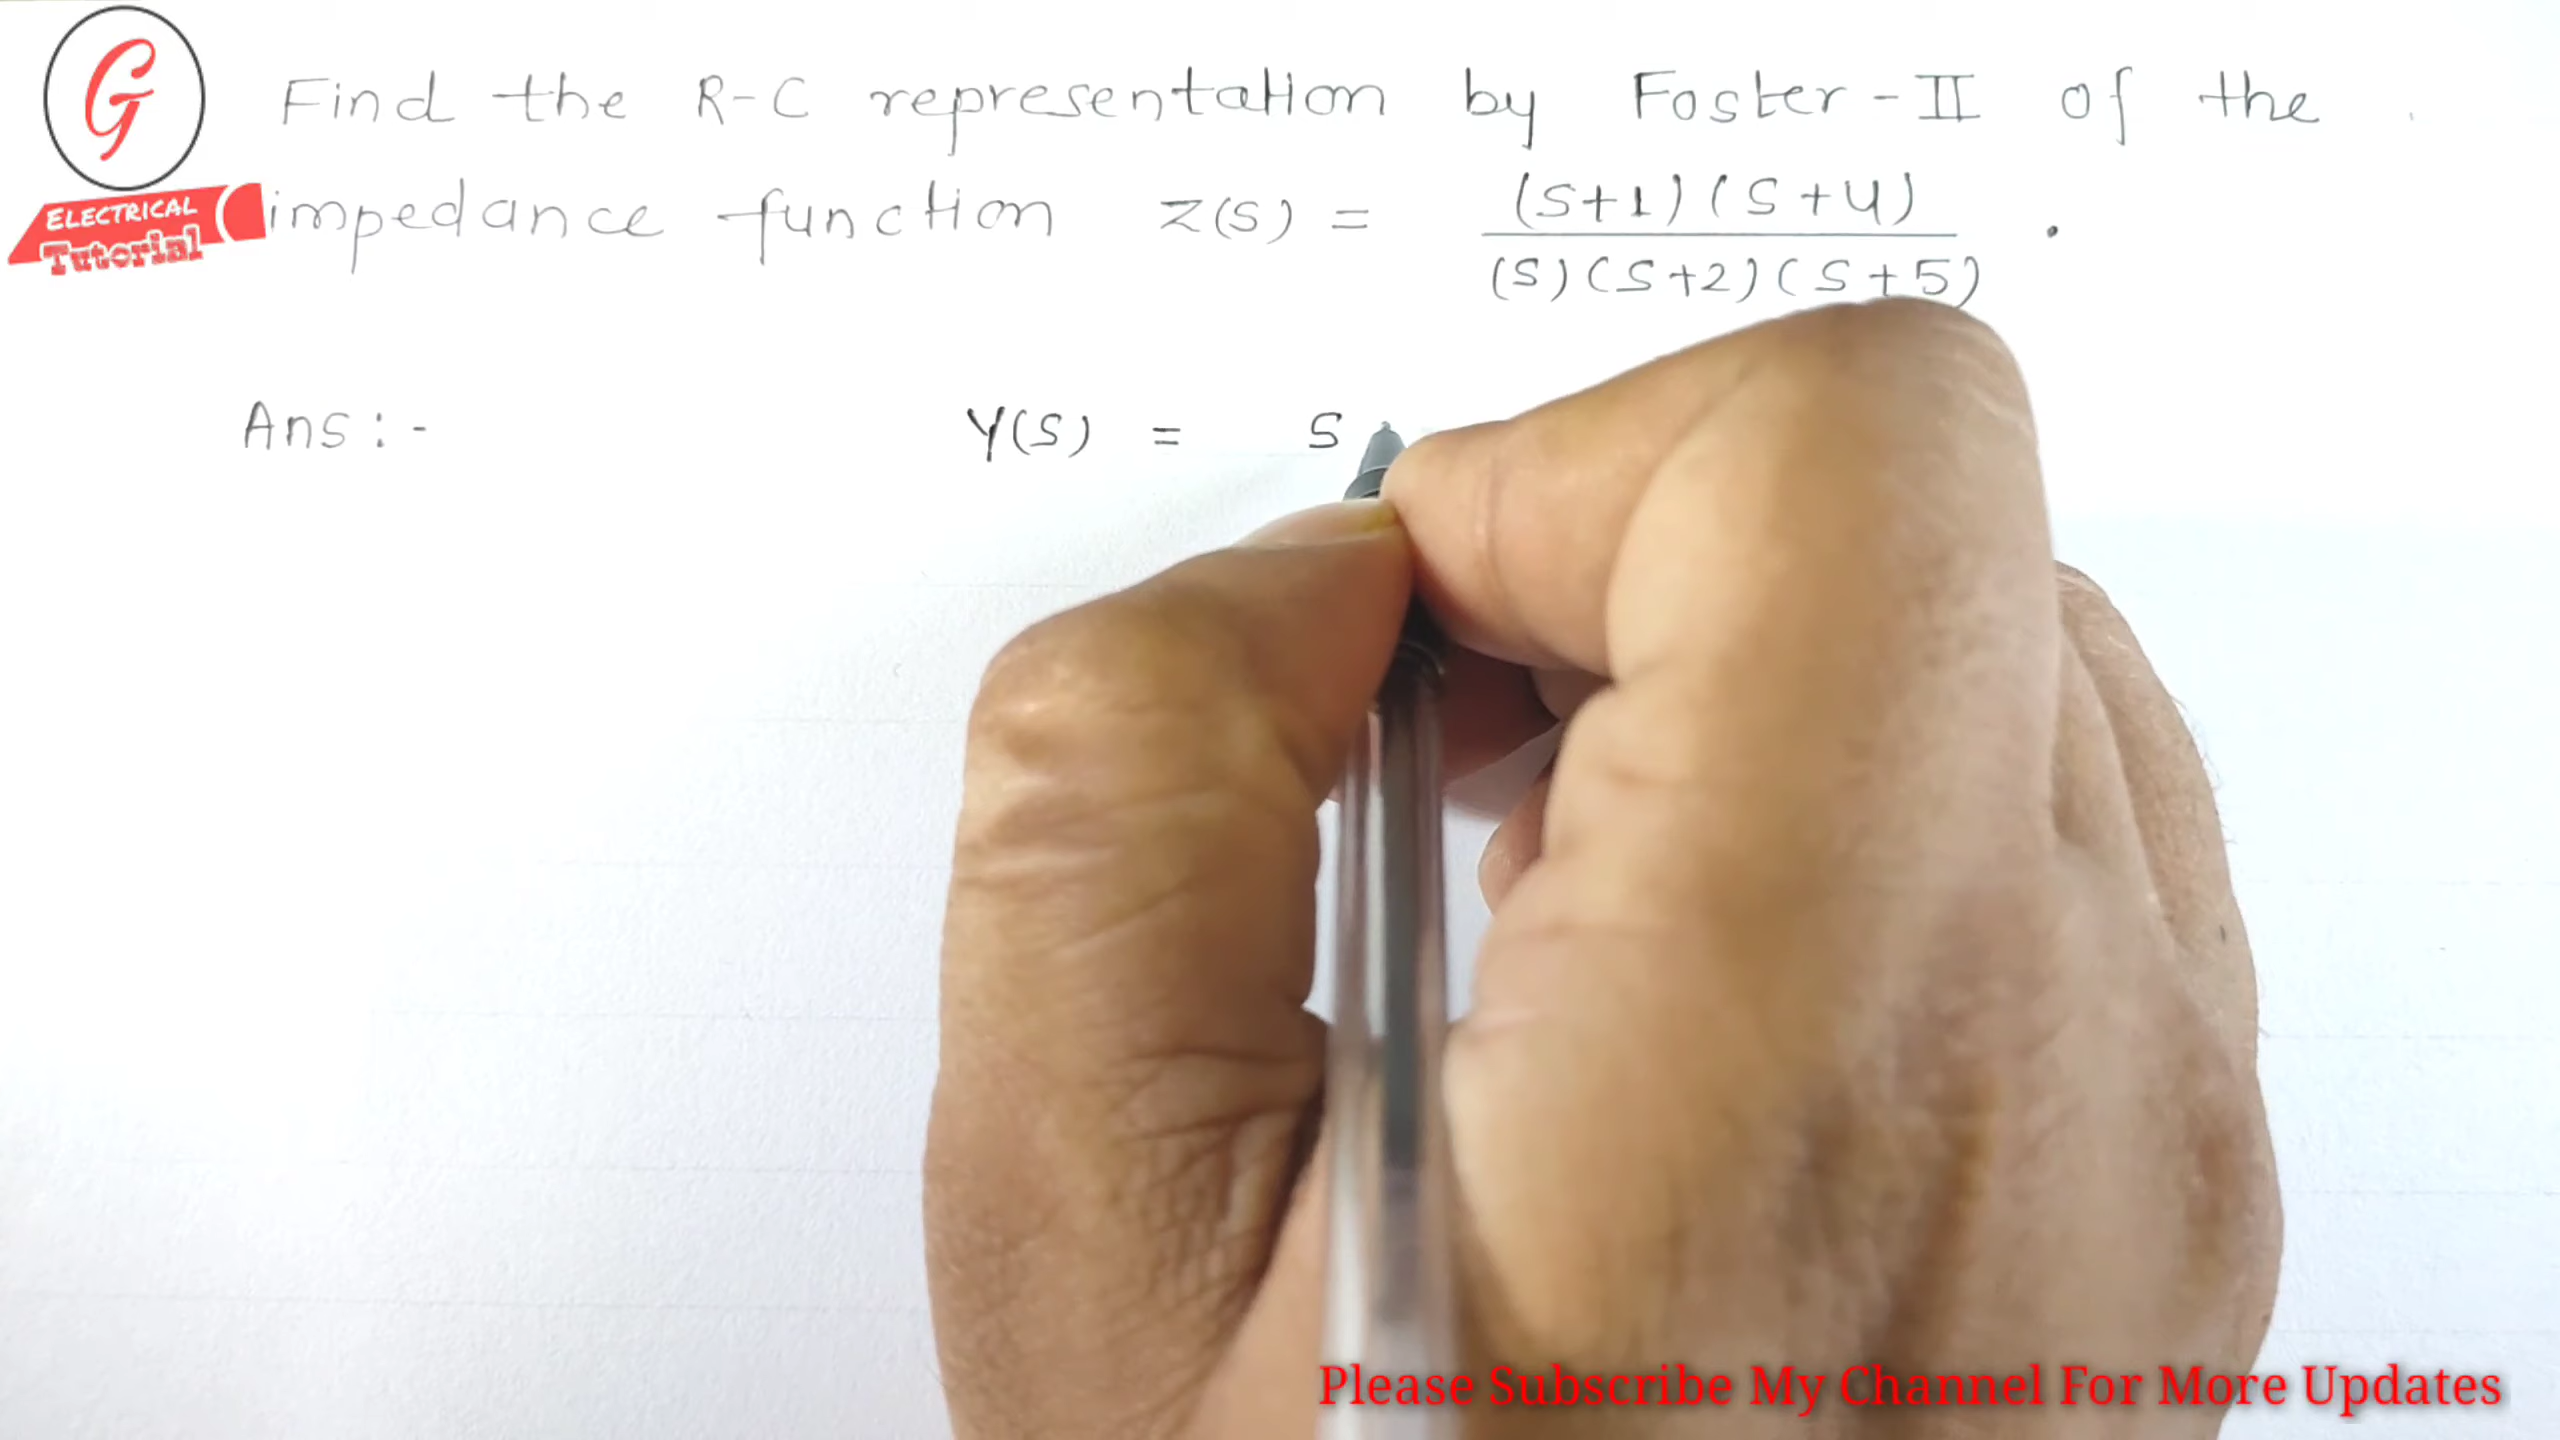 G
ELECTRICAL
Tutorial
Find the R-C representation by Foster-II of the
impedance function Z(S) = (S+1)(S+4) / (S)(S+2)(S+5) .
Ans:- Y(S) = S
Please Subscribe My Channel For More Updates